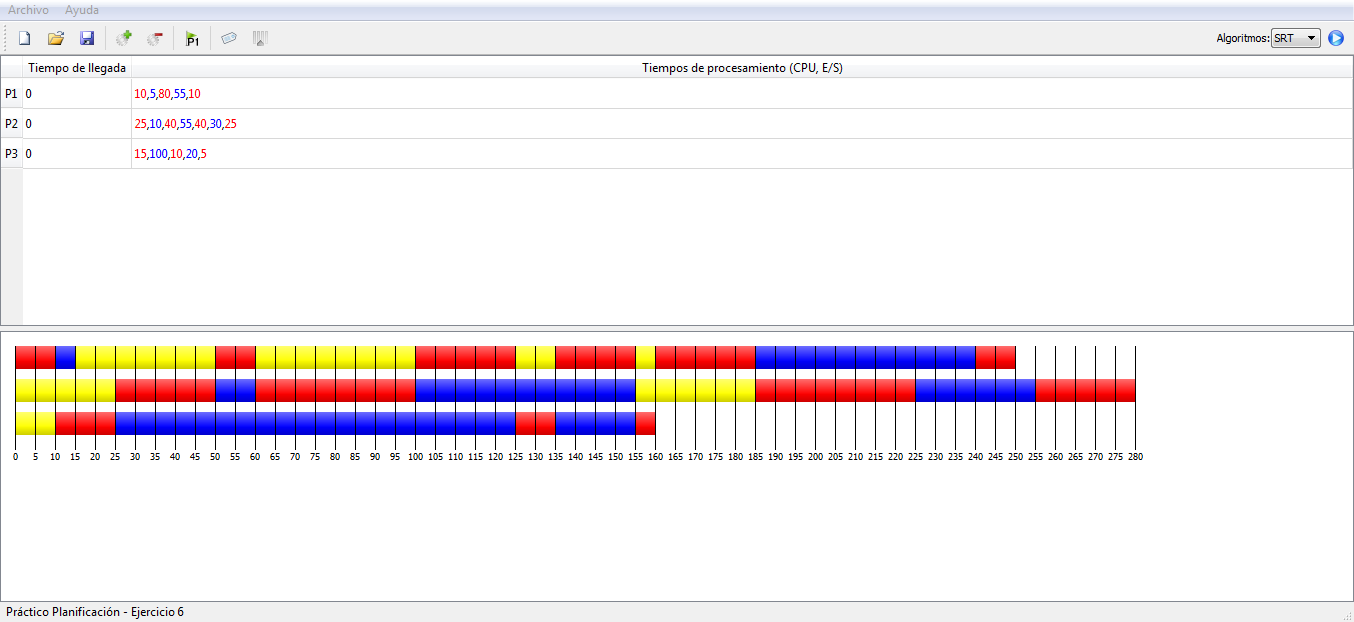 Archivo Ayuda
P1 Algoritmos: SRT
Tiempo de llegada Tiempos de procesamiento (CPU, E/S)
P1 0 10,5,80,55,10
P2 0 25,10,40,55,40,30,25
P3 0 15,100,10,20,5
0 5 10 15 20 25 30 35 40 45 50 55 60 65 70 75 80 85 90 95 100 105 110 115 120 125 130 135 140 145 150 155 160 165 170 175 180 185 190 195 200 205 210 215 220 225 230 235 240 245 250 255 260 265 270 275 280
Práctico Planificación - Ejercicio 6